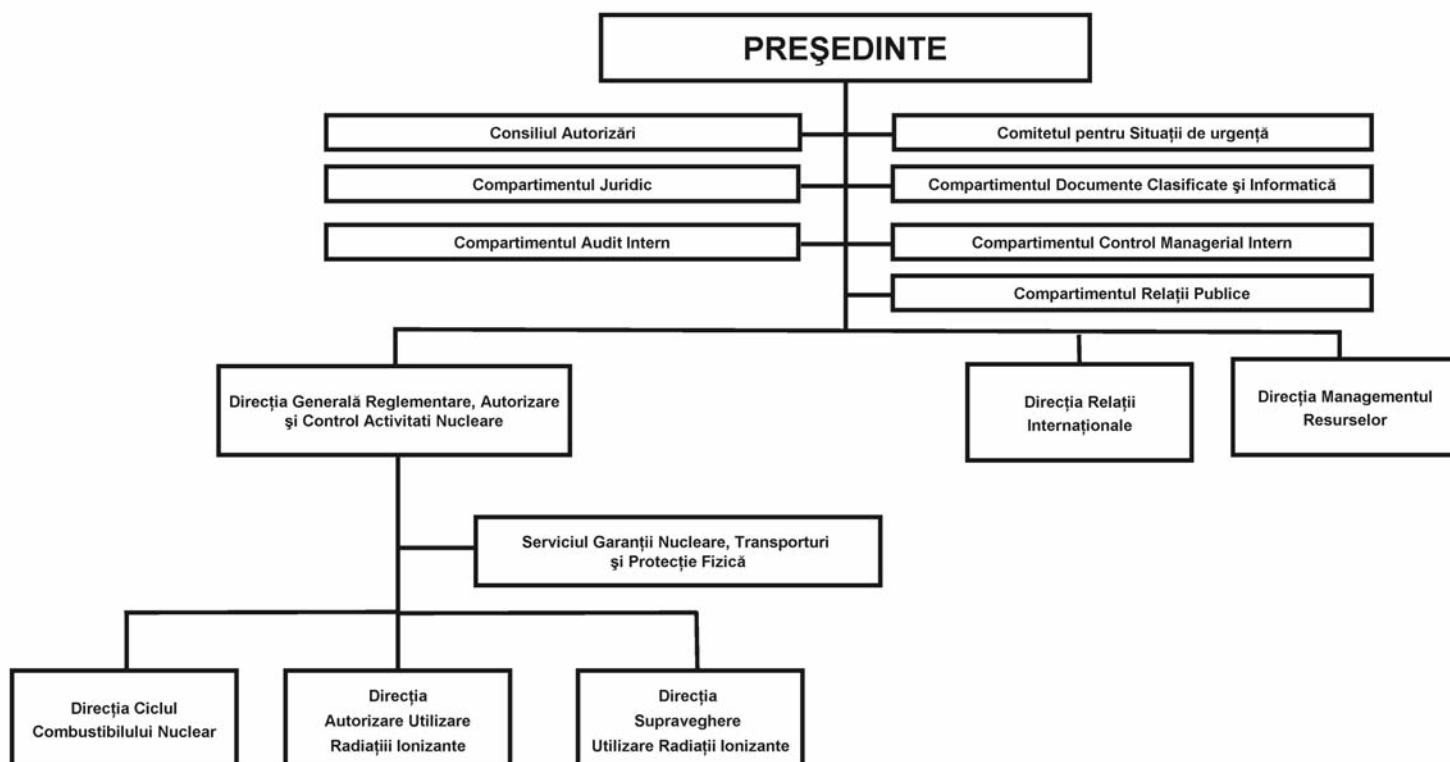 PREŞEDINTE
Consiliul Autorizări
Comitetul pentru Situații de urgență
Compartimentul Juridic
Compartimentul Documente Clasificate şi Informatică
Compartimentul Audit Intern
Compartimentul Control Managerial Intern
Compartimentul Relații Publice
Direcția Generală Reglementare, Autorizare
şi Control Activitati Nucleare
Direcția Relații
Internaționale
Direcția Managementul
Resurselor
Serviciul Garanții Nucleare, Transporturi
şi Protecție Fizică
Direcția Ciclul
Combustibilului Nuclear
Direcția
Autorizare Utilizare
Radiațiii Ionizante
Direcția
Supraveghere
Utilizare Radiații Ionizante